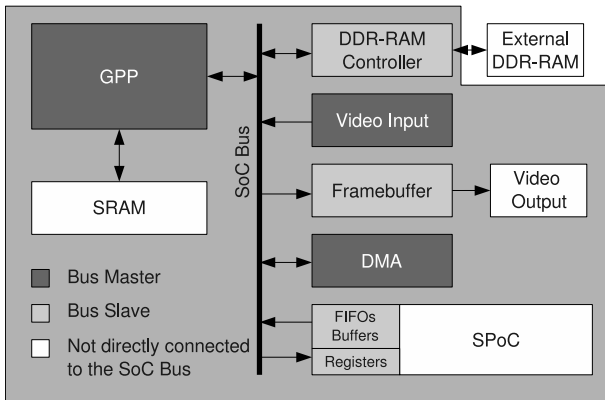 GPP
SRAM
SoC Bus
DDR-RAM
Controller
External
DDR-RAM
Video Input
Framebuffer
Video
Output
DMA
FIFOs
Buffers
Registers
SPoC
Bus Master
Bus Slave
Not directly connected
to the SoC Bus